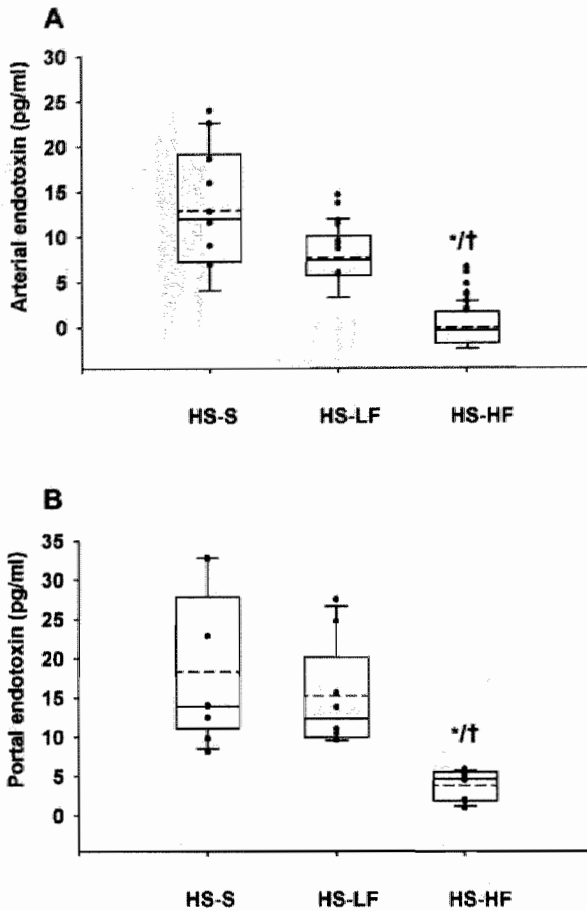 A
Arterial endotoxin (pg/ml)
30
25
20
15
10
5
0
*/†
HS-S HS-LF HS-HF
B
Portal endotoxin (pg/ml)
35
30
25
20
15
10
5
0
*/†
HS-S HS-LF HS-HF